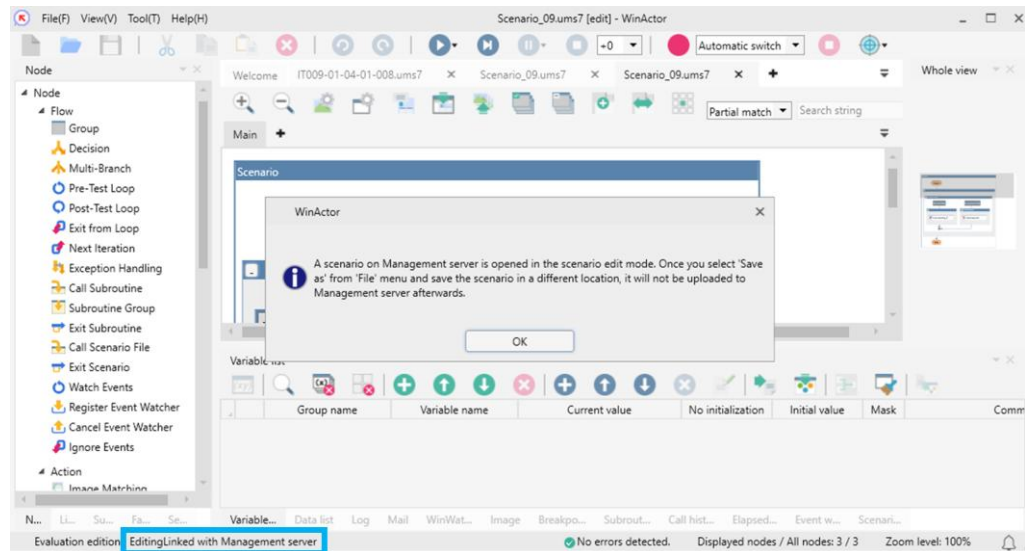 File(F) View(V) Tool(T) Help(H)
Scenario_09.ums7 [edit] - WinActor
+0
Automatic switch
Node
Welcome IT009-01-04-01-008.ums7 × Scenario_09.ums7 × Scenario_09.ums7 ×
Whole view
Node
Flow
Group
Decision
Multi-Branch
Pre-Test Loop
Post-Test Loop
Exit from Loop
Next Iteration
Exception Handling
Call Subroutine
Subroutine Group
Exit Subroutine
Call Scenario File
Exit Scenario
Watch Events
Register Event Watcher
Cancel Event Watcher
Ignore Events
Action
Image Matching
N... Li... Su... Fa... Se...
Partial match Search string
Main
Scenario
WinActor
A scenario on Management server is opened in the scenario edit mode. Once you select 'Save
as' from 'File' menu and save the scenario in a different location, it will not be uploaded to
Management server afterwards.
OK
Group name Variable name Current value No initialization Initial value Mask Comm
Variable... Data list Log Mail WinWat... Image Breakpo... Subrout... Call hist... Elapsed... Event w... Scenari...
Evaluation edition EditingLinked with Management server No errors detected. Displayed nodes / All nodes: 3 / 3 Zoom level: 100%